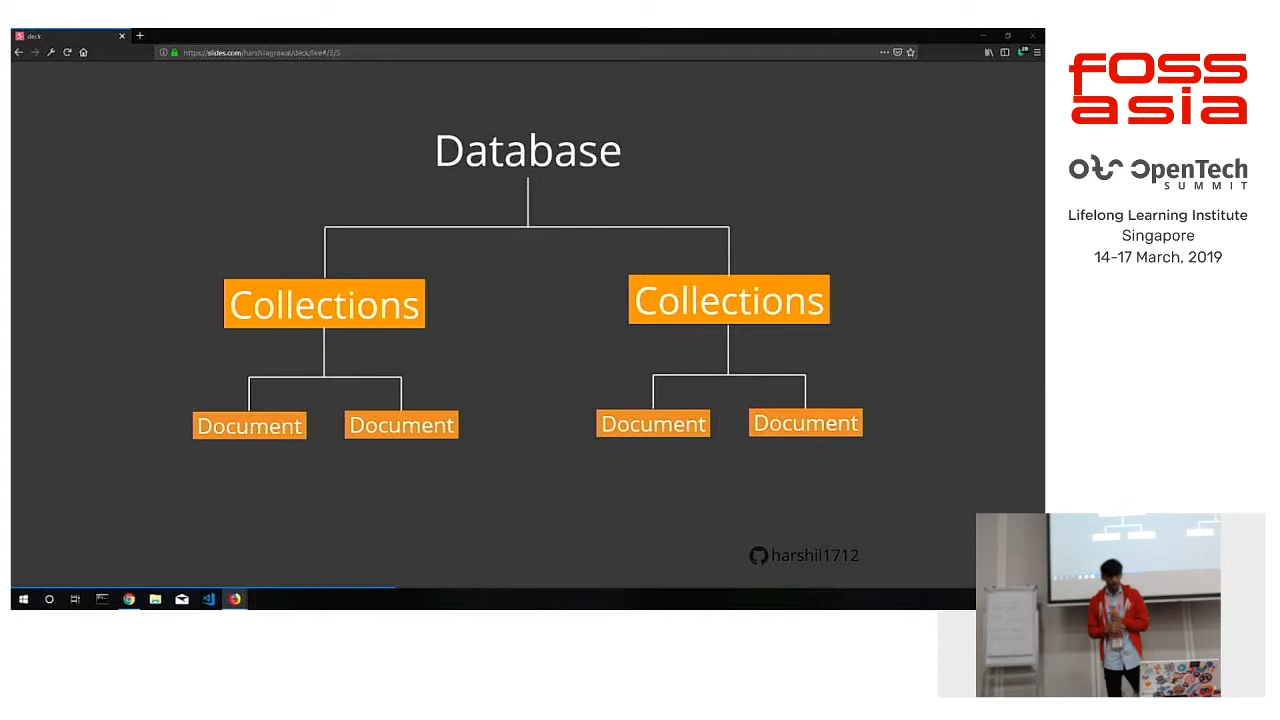 deck
https://slides.com/harshilagrawal/deck/live#/3/5
Database
Collections
Collections
Document
Document
Document
Document
harshil1712
28
foss
asia
OpenTech
SUMMIT
Lifelong Learning Institute
Singapore
14-17 March, 2019